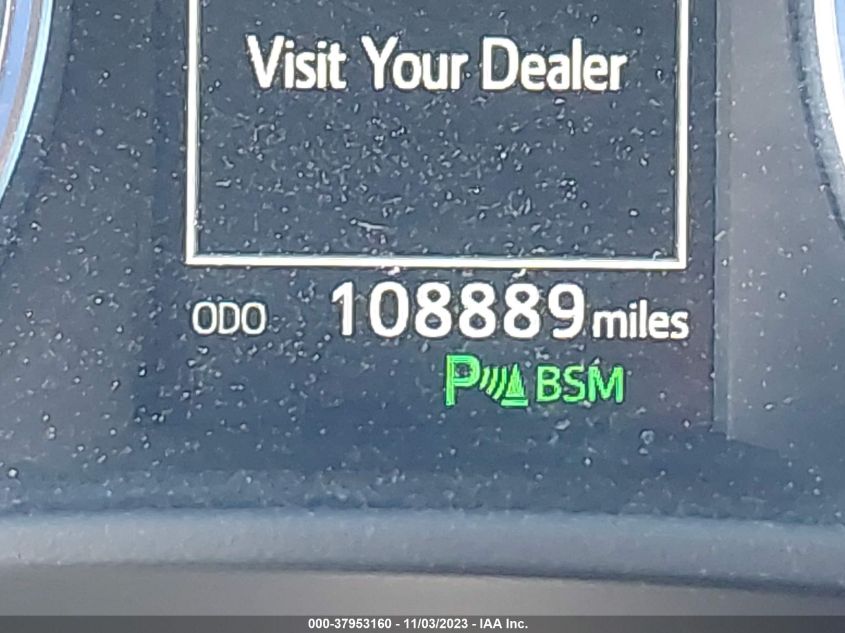 Visit Your Dealer
ODO 108889 miles
P BSM
000-37953160 - 11/03/2023 - IAA Inc.